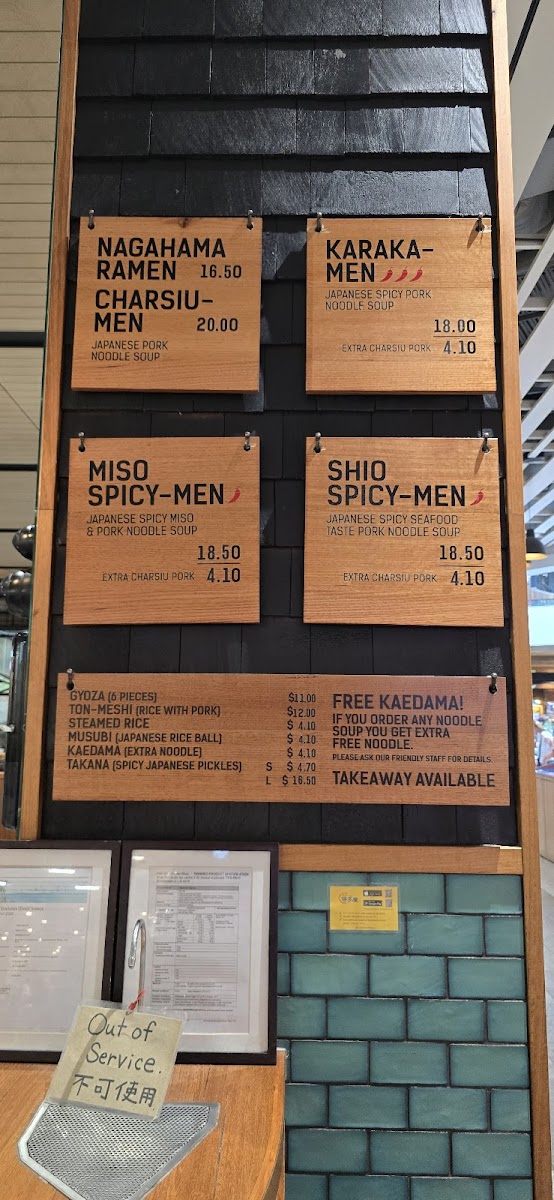 NAGAHAMA
RAMEN 16.50
CHARSIU-
MEN 20.00
JAPANESE PORK
NOODLE SOUP
KARAKA-
MEN
JAPANESE SPICY PORK
NOODLE SOUP
18.00
EXTRA CHARSIU PORK 4.10
MISO
SPICY-MEN
JAPANESE SPICY MISO
& PORK NOODLE SOUP
18.50
EXTRA CHARSIU PORK 4.10
SHIO
SPICY-MEN
JAPANESE SPICY SEAFOOD
TASTE PORK NOODLE SOUP
18.50
EXTRA CHARSIU PORK 4.10
GYOZA (6 PIECES) $11.00
TON-MESHI (RICE WITH PORK) $12.00
STEAMED RICE $ 4.10
MUSUBI (JAPANESE RICE BALL) $ 4.10
KAEDAMA (EXTRA NOODLE) $ 4.10
TAKANA (SPICY JAPANESE PICKLES) S $ 4.70
L $ 16.50
FREE KAEDAMA!
IF YOU ORDER ANY NOODLE
SOUP YOU GET EXTRA
FREE NOODLE.
PLEASE ASK OUR FRIENDLY STAFF FOR DETAILS
TAKEAWAY AVAILABLE
Out of
Service.
不可使用